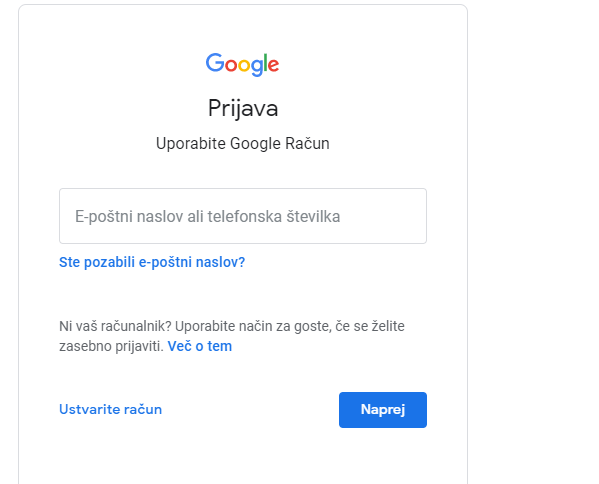 Google
Prijava
Uporabite Google Račun
E-poštni naslov ali telefonska številka
Ste pozabili e-poštni naslov?
Ni vaš računalnik? Uporabite način za goste, če se želite
zasebno prijaviti. Več o tem
Ustvarite račun
Naprej